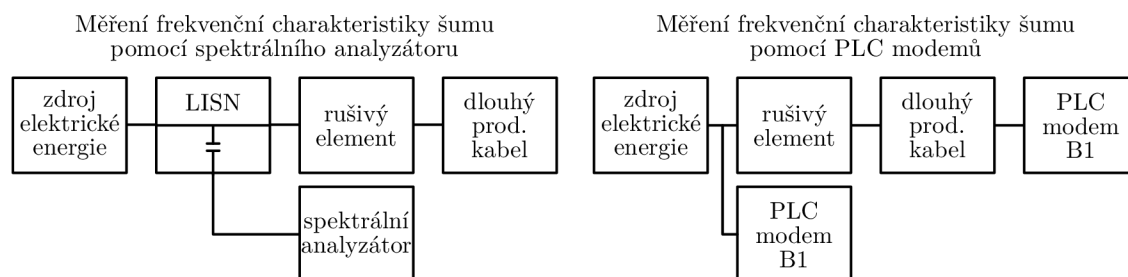 Měření frekvenční charakteristiky šumu
pomocí spektrálního analyzátoru
zdroj
elektrické
energie
LISN
rušivý
element
dlouhý
prod.
kabel
spektrální
analyzátor
Měření frekvenční charakteristiky šumu
pomocí PLC modemů
zdroj
elektrické
energie
rušivý
element
dlouhý
prod.
kabel
PLC
modem
B1
PLC
modem
B1